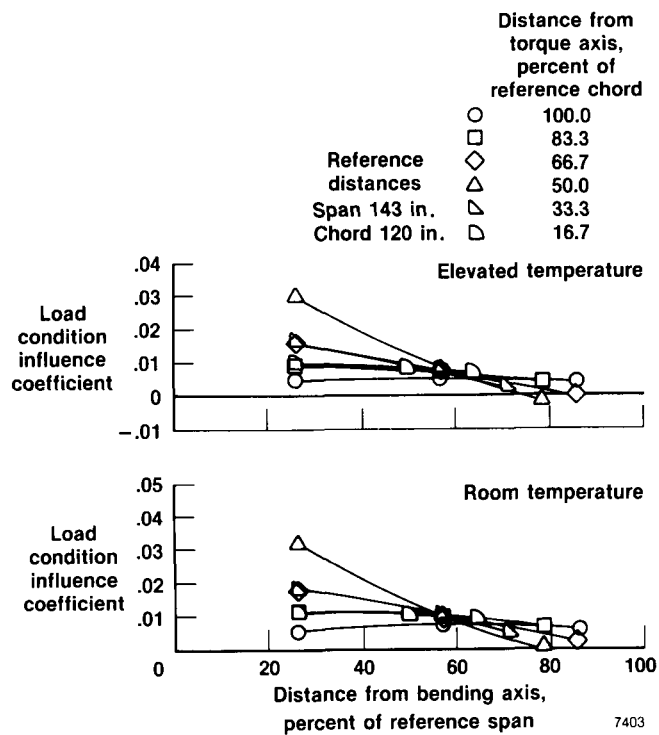 Distance from
torque axis,
percent of
reference chord
100.0
83.3
Reference 66.7
distances 50.0
Span 143 in. 33.3
Chord 120 in. 16.7
Elevated temperature
Load
condition
influence
coefficient
.04
.03
.02
.01
0
–.01
Room temperature
Load
condition
influence
coefficient
.05
.04
.03
.02
.01
0 20 40 60 80 100
Distance from bending axis,
percent of reference span
7403